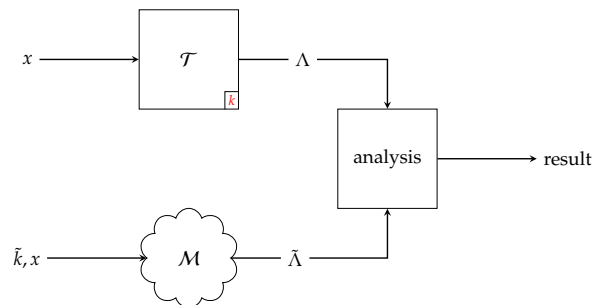 x
𝒯
k
Λ
analysis
result
k̃, x
ℳ
Λ̃